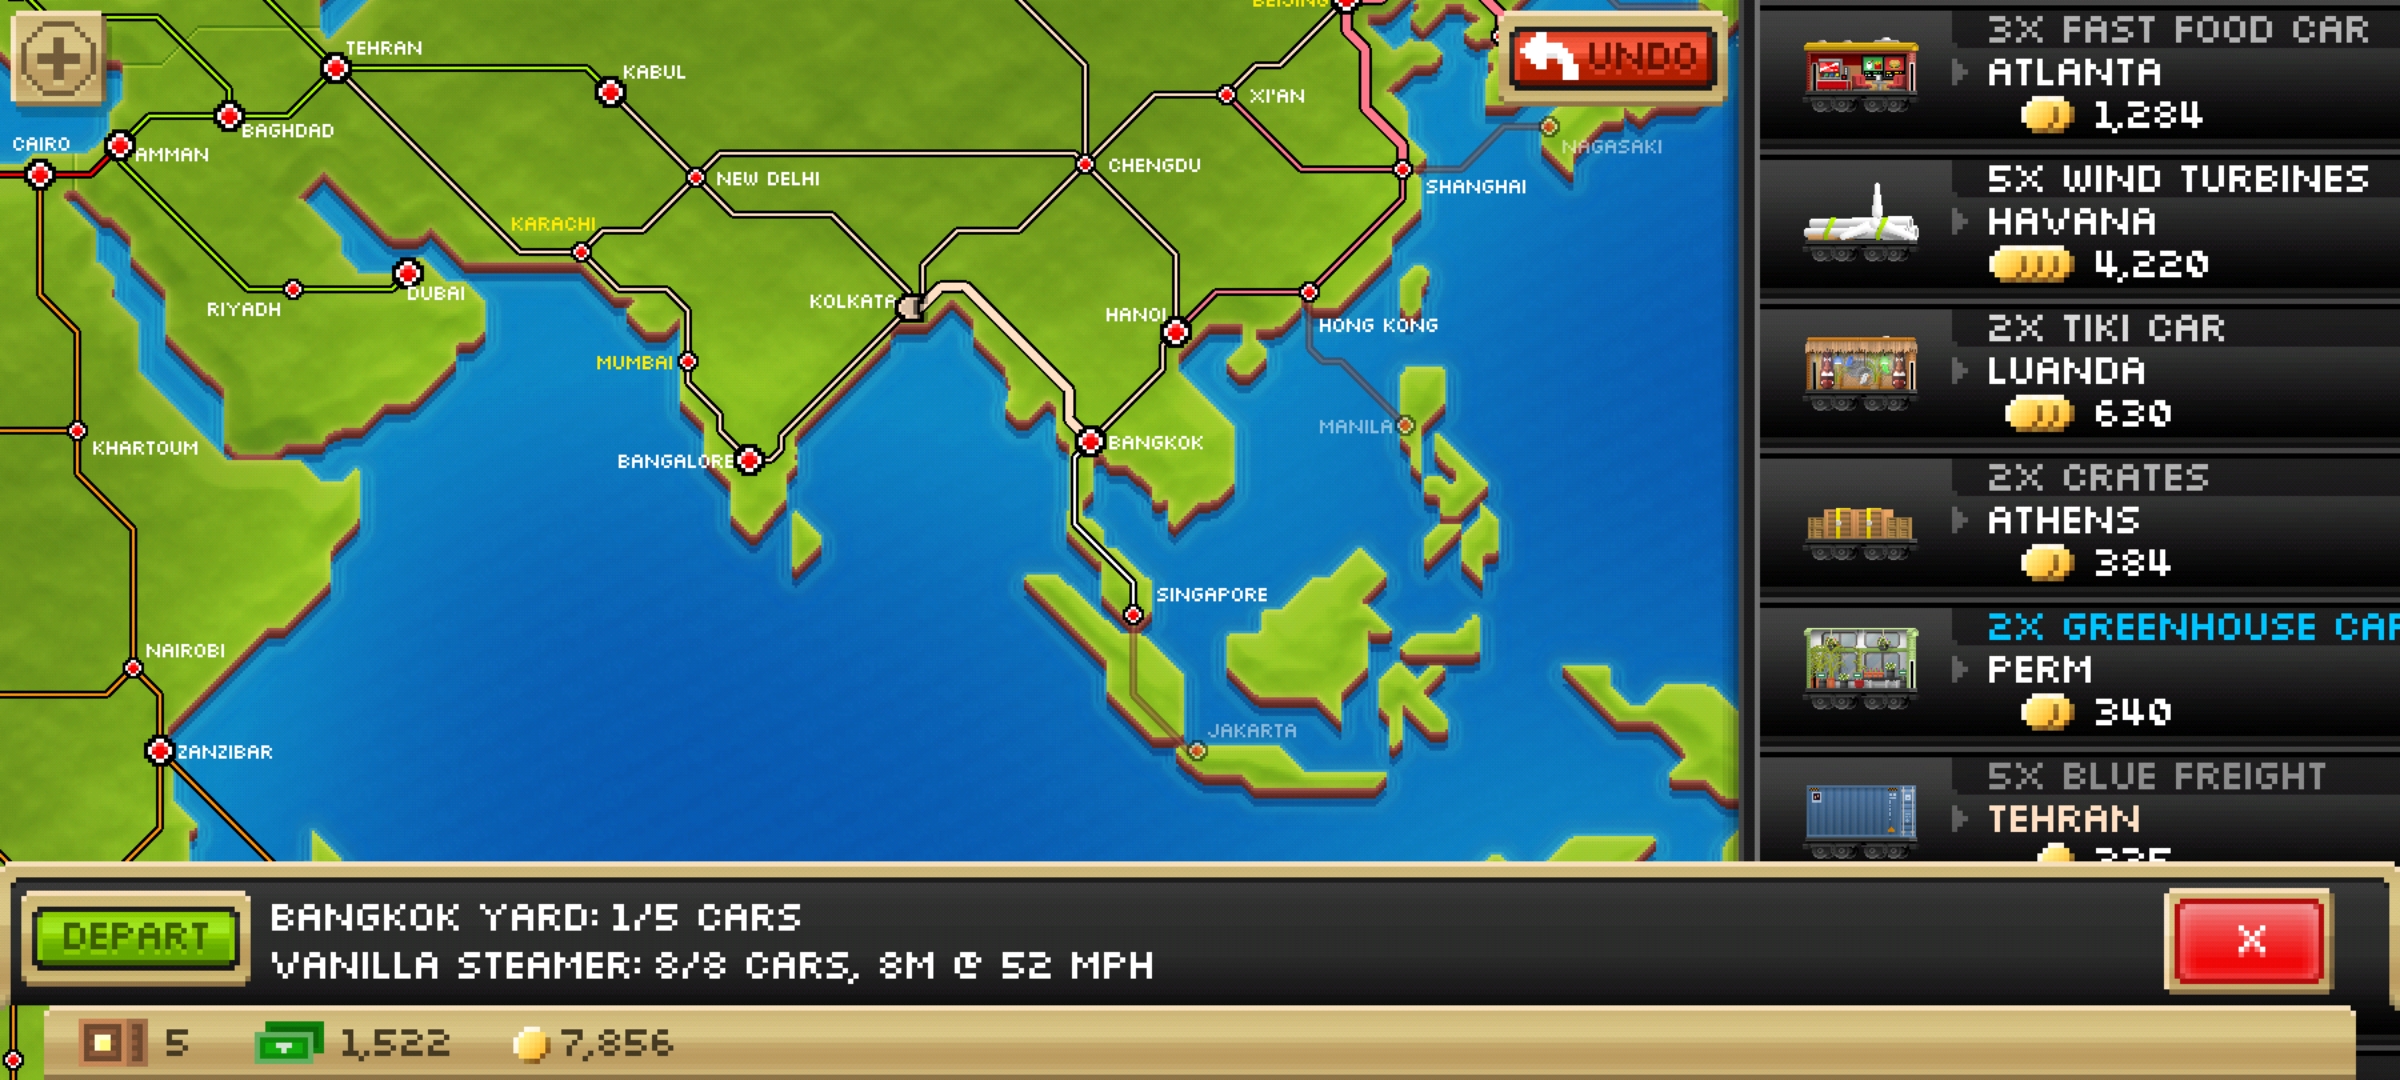 BEIJING
TEHRAN
KABUL
UNDO
XI'AN
BAGHDAD
CAIRO
AMMAN
NAGASAKI
CHENGDU
NEW DELHI
SHANGHAI
KARACHI
DUBAI
RIYADH
KOLKATA
HANOI
HONG KONG
MUMBAI
MANILA
KHARTOUM
BANGKOK
BANGALORE
SINGAPORE
NAIROBI
JAKARTA
ZANZIBAR
3X FAST FOOD CAR
ATLANTA
1,284
5X WIND TURBINES
HAVANA
4,220
2X TIKI CAR
LUANDA
630
2X CRATES
ATHENS
384
2X GREENHOUSE CAR
PERM
340
5X BLUE FREIGHT
TEHRAN
DEPART
BANGKOK YARD: 1/5 CARS
VANILLA STEAMER: 8/8 CARS, 8M @ 52 MPH
X
5
1,522
7,856